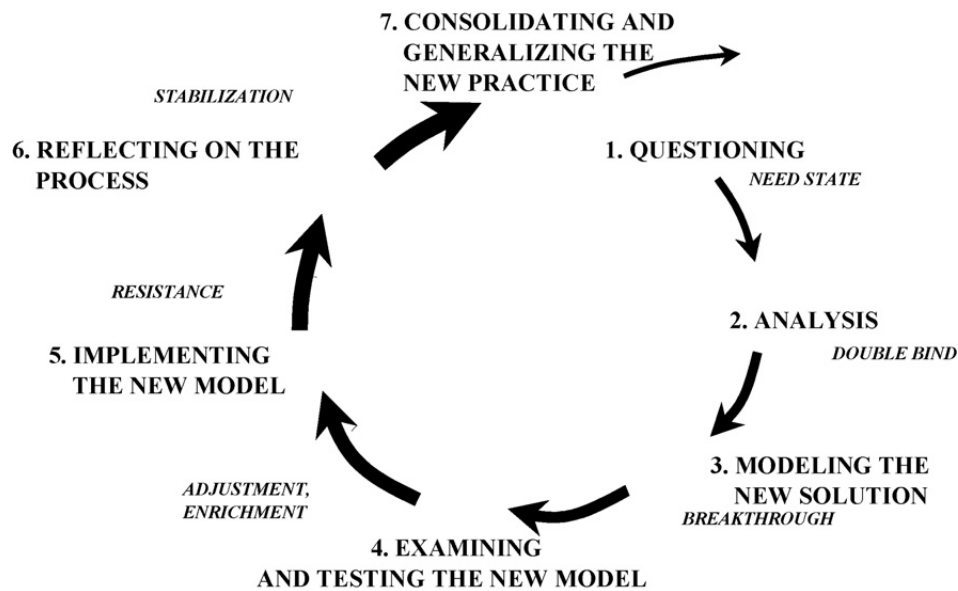 7. CONSOLIDATING AND
GENERALIZING THE
NEW PRACTICE
STABILIZATION
6. REFLECTING ON THE
PROCESS
1. QUESTIONING
NEED STATE
RESISTANCE
2. ANALYSIS
DOUBLE BIND
5. IMPLEMENTING
THE NEW MODEL
3. MODELING THE
NEW SOLUTION
BREAKTHROUGH
ADJUSTMENT,
ENRICHMENT
4. EXAMINING
AND TESTING THE NEW MODEL